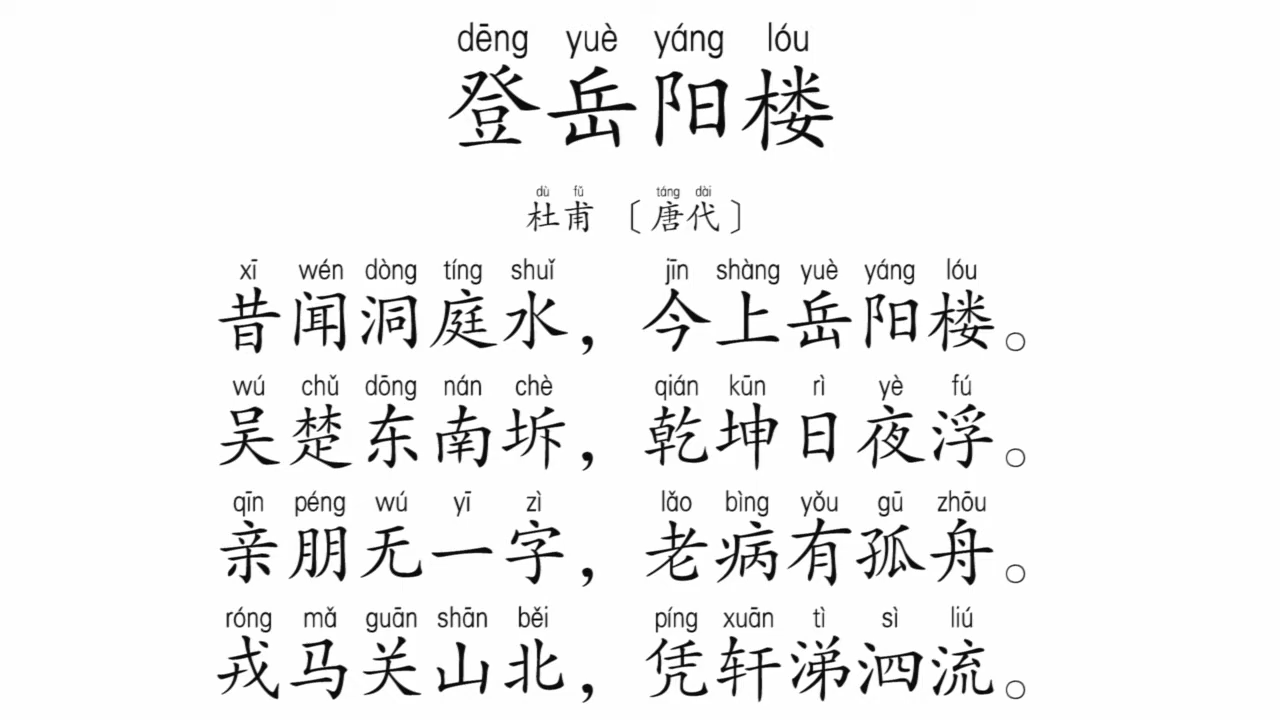 dēng yuè yáng lóu
登岳阳楼
dù fǔ táng dài
杜甫〔唐代〕
xī wén dòng tíng shuǐ jīn shàng yuè yáng lóu
昔闻洞庭水，今上岳阳楼。
wú chǔ dōng nán chè qián kūn rì yè fú
吴楚东南坼，乾坤日夜浮。
qīn péng wú yī zì lǎo bìng yǒu gū zhōu
亲朋无一字，老病有孤舟。
róng mǎ guān shān běi píng xuān tì sì liú
戎马关山北，凭轩涕泗流。